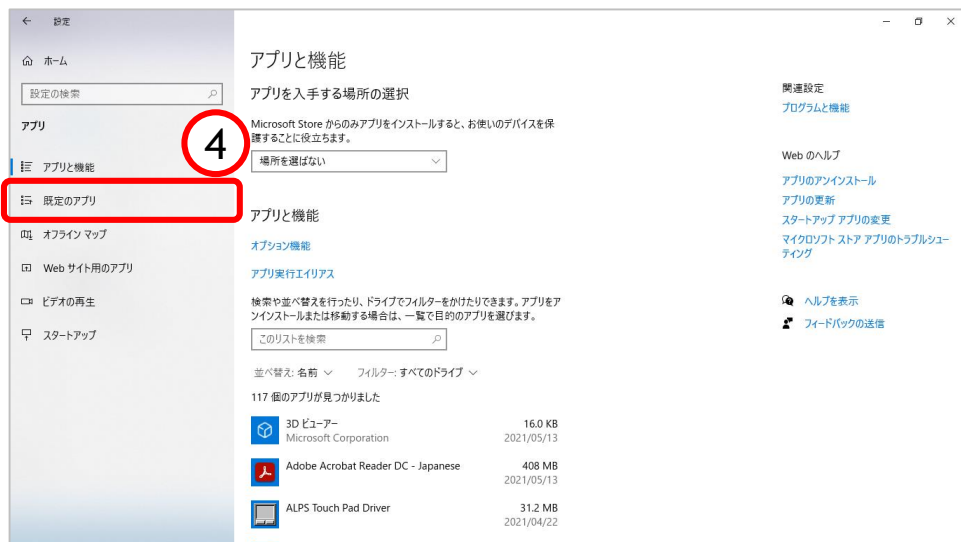 設定
ホーム
設定の検索
アプリ
4
アプリと機能
既定のアプリ
オフライン マップ
Web サイト用のアプリ
ビデオの再生
スタートアップ
アプリと機能
アプリを入手する場所の選択
Microsoft Store からのみアプリをインストールすると、お使いのデバイスを保
護することに役立ちます。
場所を選ばない
アプリと機能
オプション機能
アプリ実行エイリアス
検索や並べ替えを行ったり、ドライブでフィルターをかけたりできます。アプリをア
ンインストールまたは移動する場合は、一覧で目的のアプリを選びます。
このリストを検索
並べ替え: 名前 フィルター: すべてのドライブ
117 個のアプリが見つかりました
3D ビューアー 16.0 KB
Microsoft Corporation 2021/05/13
Adobe Acrobat Reader DC - Japanese 408 MB
2021/05/13
ALPS Touch Pad Driver 31.2 MB
2021/04/22
関連設定
プログラムと機能
Web のヘルプ
アプリのアンインストール
アプリの更新
スタートアップ アプリの変更
マイクロソフト ストア アプリのトラブルシュー
ティング
ヘルプを表示
フィードバックの送信